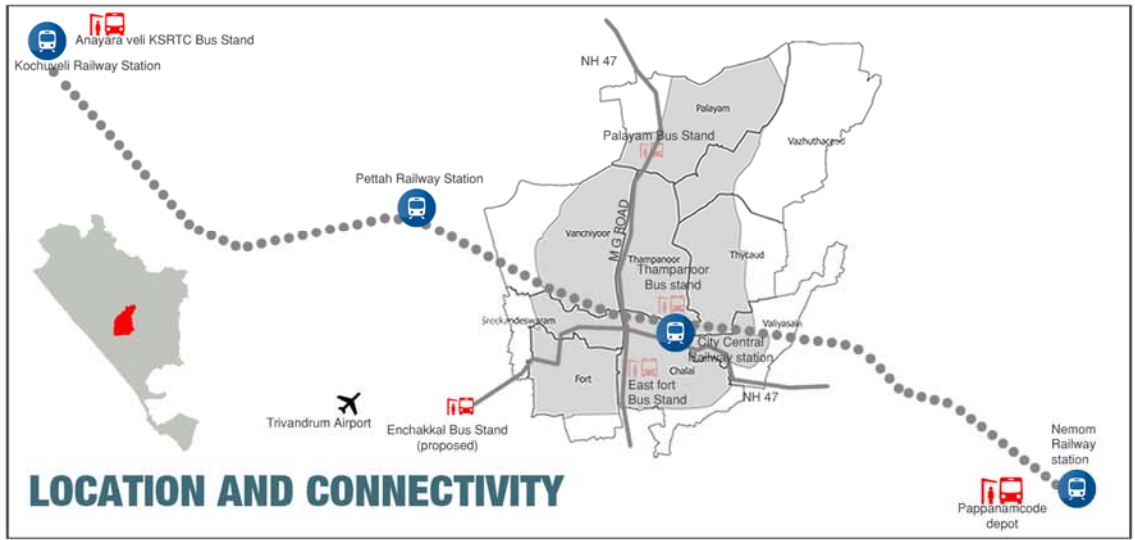 Anayara veli KSRTC Bus Stand
Kochuveli Railway Station
NH 47
Palayam
Palayam Bus Stand
Vazhuthacaud
Pettah Railway Station
M G ROAD
Vanchiyoor
Thampanoor
Thycaud
Thampanoor
Bus stand
Sreekandeswaram
Valiyasala
City Central
Railway station
Fort
Chalai
East fort
Bus Stand
NH 47
Trivandrum Airport
Enchakkal Bus Stand
(proposed)
Nemom
Railway
station
Pappanamcode
depot
LOCATION AND CONNECTIVITY